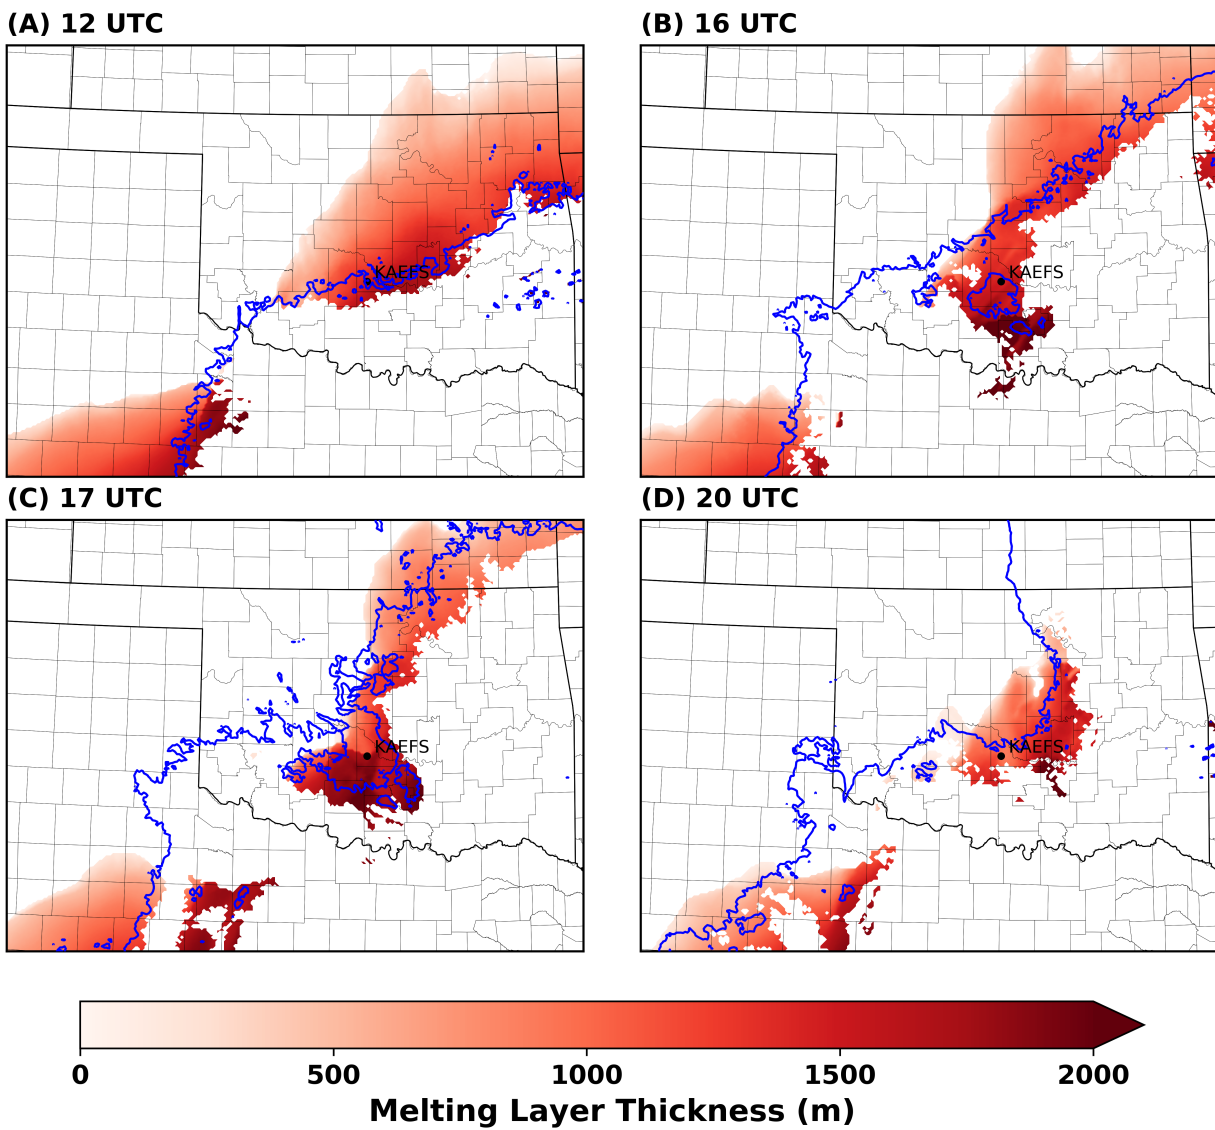 (A) 12 UTC
(B) 16 UTC
KAEFS
KAEFS
(C) 17 UTC
(D) 20 UTC
KAEFS
KAEFS
0 500 1000 1500 2000
Melting Layer Thickness (m)